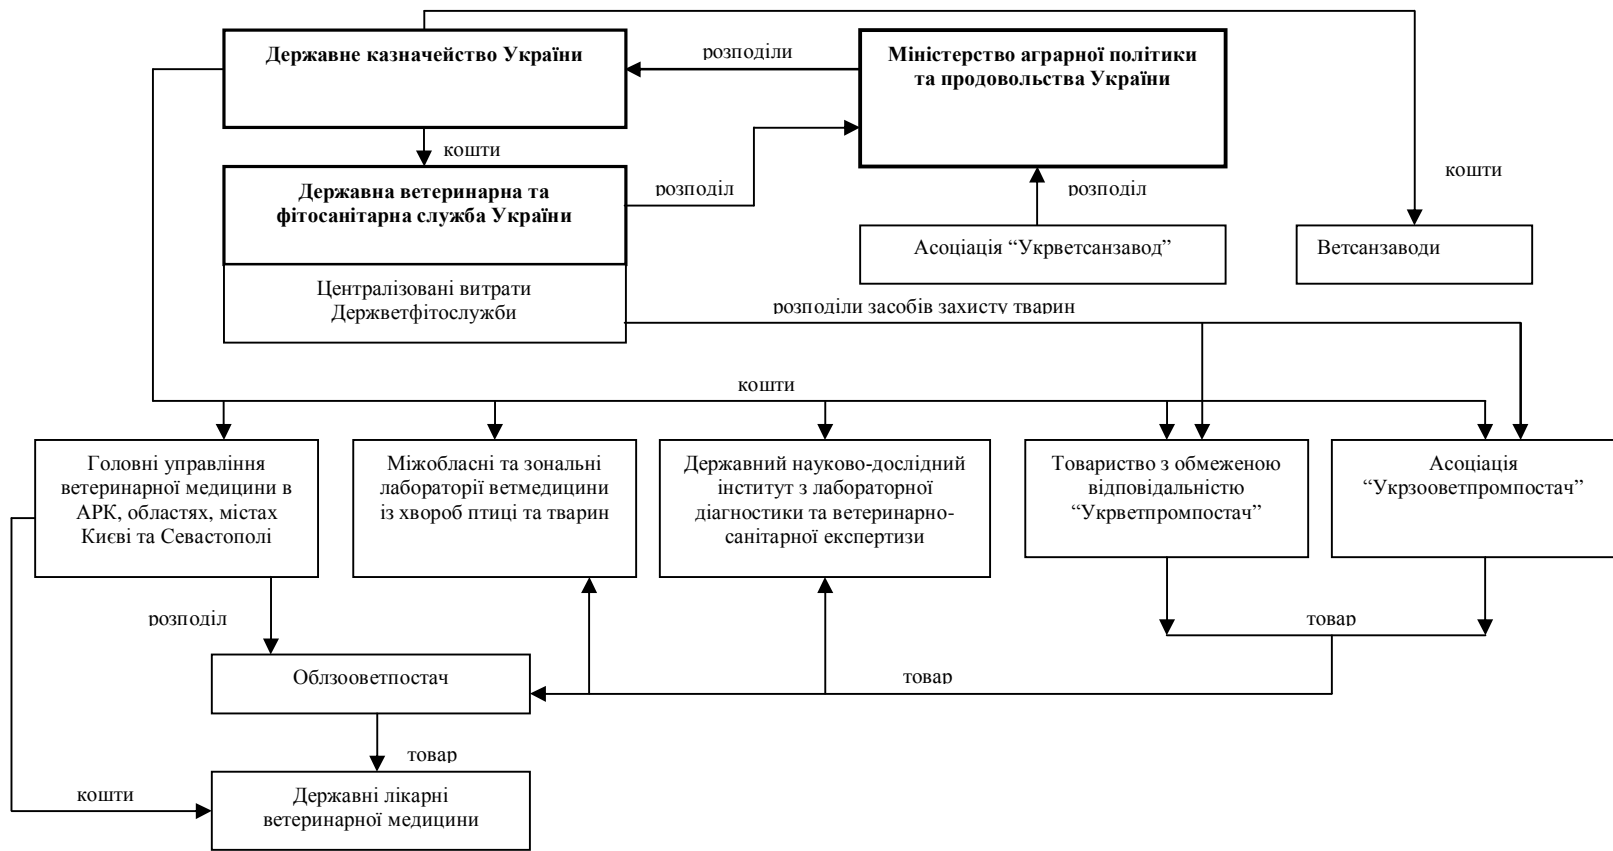 Державне казначейство України
розподіли
Міністерство аграрної політики
та продовольства України
кошти
кошти
Державна ветеринарна та
фітосанітарна служба України
розподіл
розподіл
Асоціація “Укрветсанзавод”
Ветсанзаводи
Централізовані витрати
Держветфітослужби
розподіли засобів захисту тварин
кошти
Головні управління
ветеринарної медицини в
АРК, областях, містах
Києві та Севастополі
Міжобласні та зональні
лабораторії ветмедицини
із хвороб птиці та тварин
Державний науково-дослідний
інститут з лабораторної
діагностики та ветеринарно-
санітарної експертизи
Товариство з обмеженою
відповідальністю
“Укрветпромпостач”
Асоціація
“Укрзооветпромпостач”
розподіл
товар
Облзооветпостач
товар
товар
кошти
Державні лікарні
ветеринарної медицини